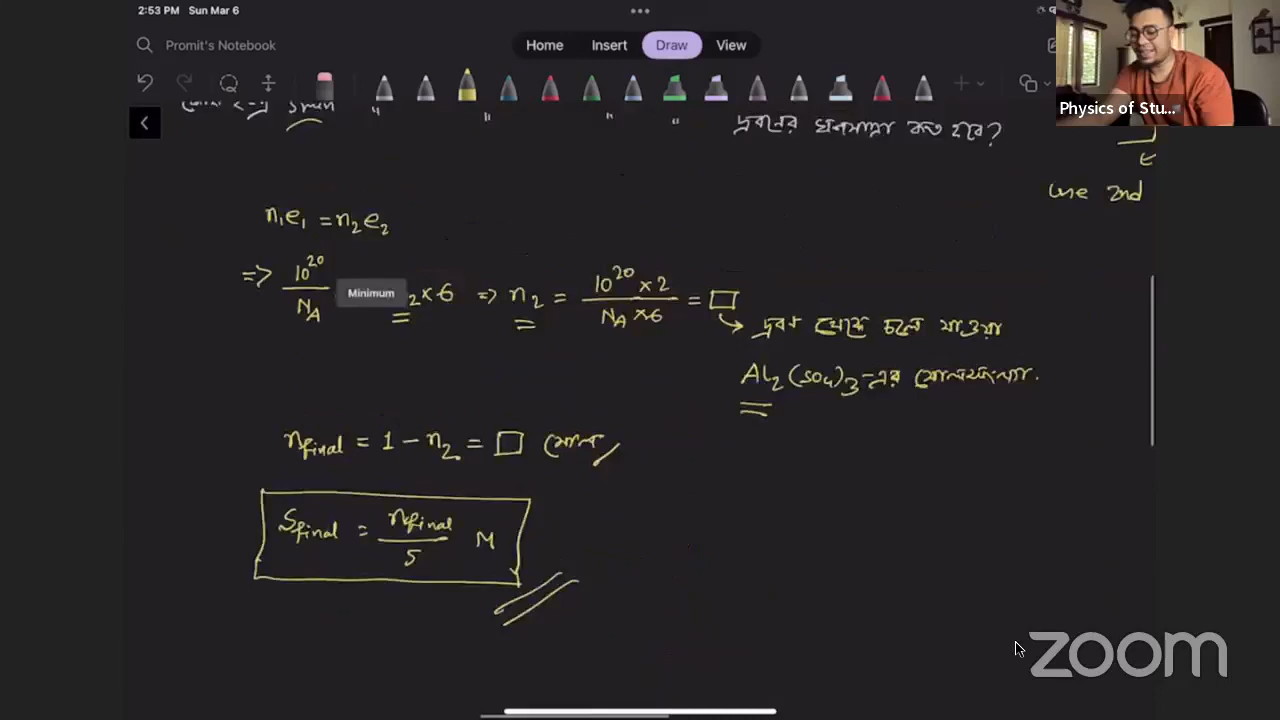 2:53 PM Sun Mar 6
Promit's Notebook
Home Insert Draw View
Physics of Stu...
দ্রবনের ঘনমাত্রা কত হবে?
use 2nd
n₁e₁ = n₂e₂
=> 10²⁰ / N_A
Minimum
₂ × 6 => n₂ = 10²⁰ × 2 / N_A × 6 = □
দ্রবণ থেকে চলে যাওয়া
Al₂(SO₄)₃-এর মোলসংখ্যা.
n_final = 1 − n₂ = □ মোল
S_final = n_final / 5 M
zoom